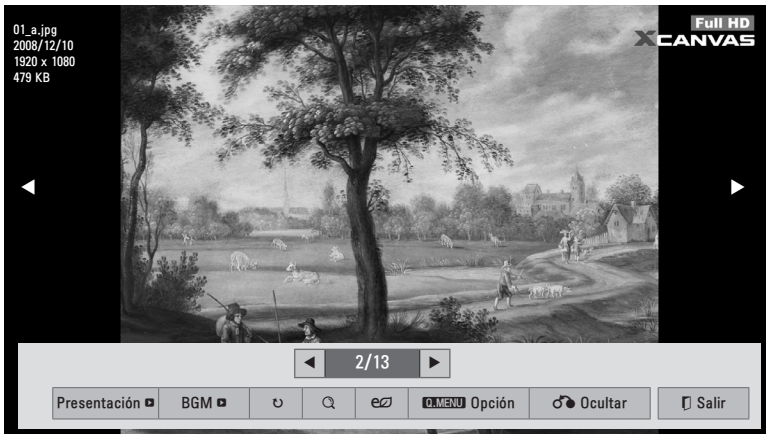 01_a.jpg
2008/12/10
1920 x 1080
479 KB
Full HD
XCANVAS
2/13
Presentación BGM Q.MENU Opción Ocultar Salir